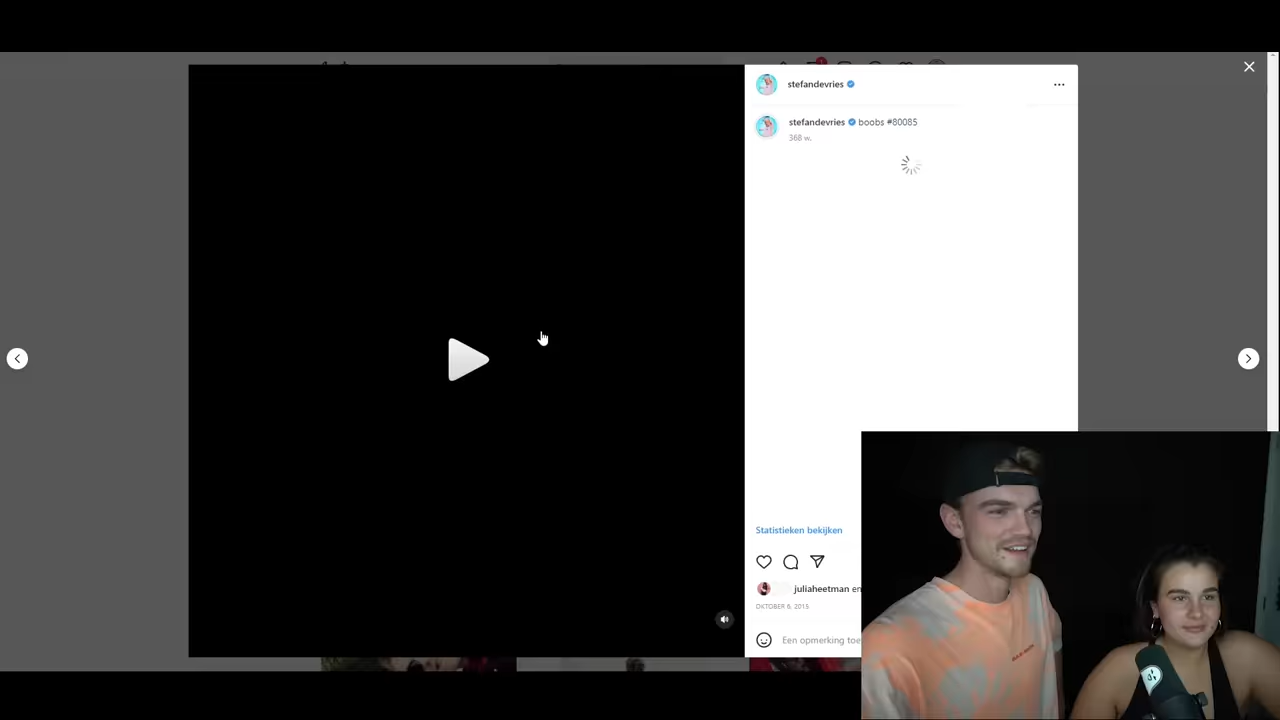 stefandevries
stefandevries boobs #80085
368 w.
Statistieken bekijken
juliaheetman en
OKTOBER 6, 2015
Een opmerking toe